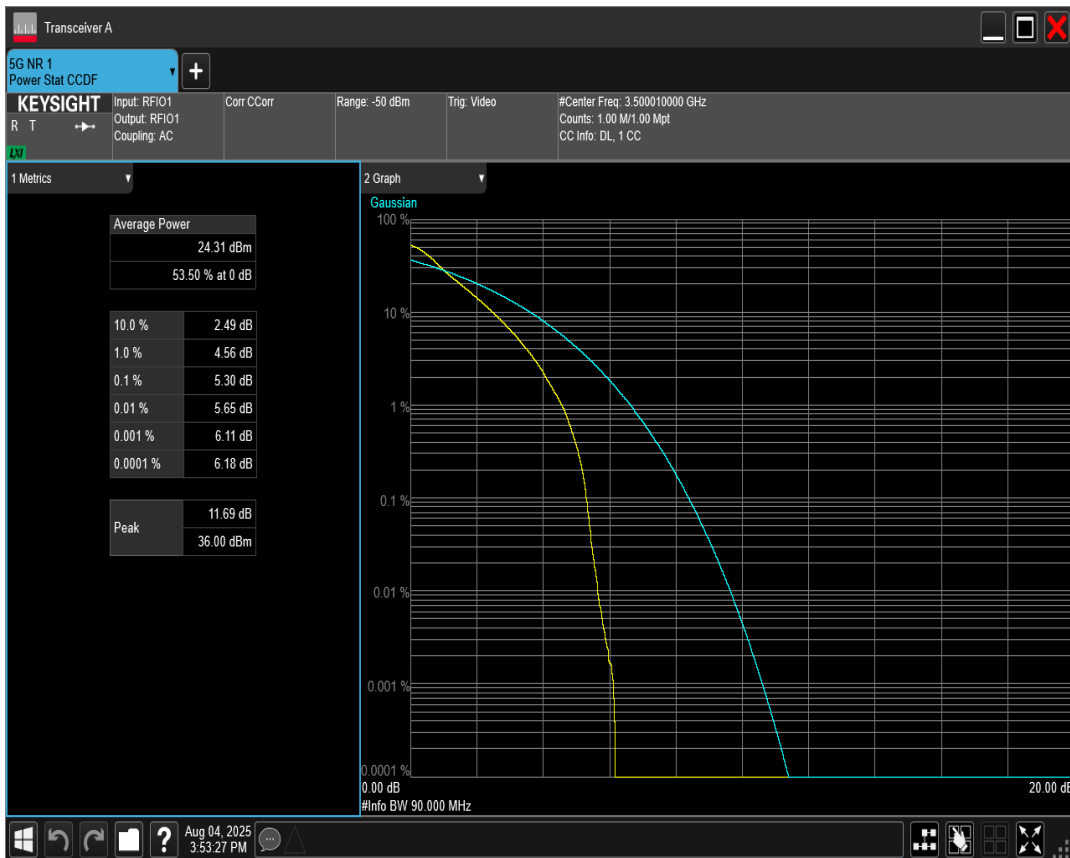 Transceiver A
5G NR 1
Power Stat CCDF
KEYSIGHT
R T
LXI
Input: RFIO1
Output: RFIO1
Coupling: AC
Corr CCorr
Range: -50 dBm
Trig: Video
#Center Freq: 3.500010000 GHz
Counts: 1.00 M/1.00 Mpt
CC Info: DL, 1 CC
1 Metrics
Average Power
24.31 dBm
53.50 % at 0 dB
10.0 % 2.49 dB
1.0 % 4.56 dB
0.1 % 5.30 dB
0.01 % 5.65 dB
0.001 % 6.11 dB
0.0001 % 6.18 dB
Peak
11.69 dB
36.00 dBm
2 Graph
Gaussian
100 %
10 %
1 %
0.1 %
0.01 %
0.001 %
0.0001 %
0.00 dB 20.00 dB
#Info BW 90.000 MHz
?
Aug 04, 2025
3:53:27 PM